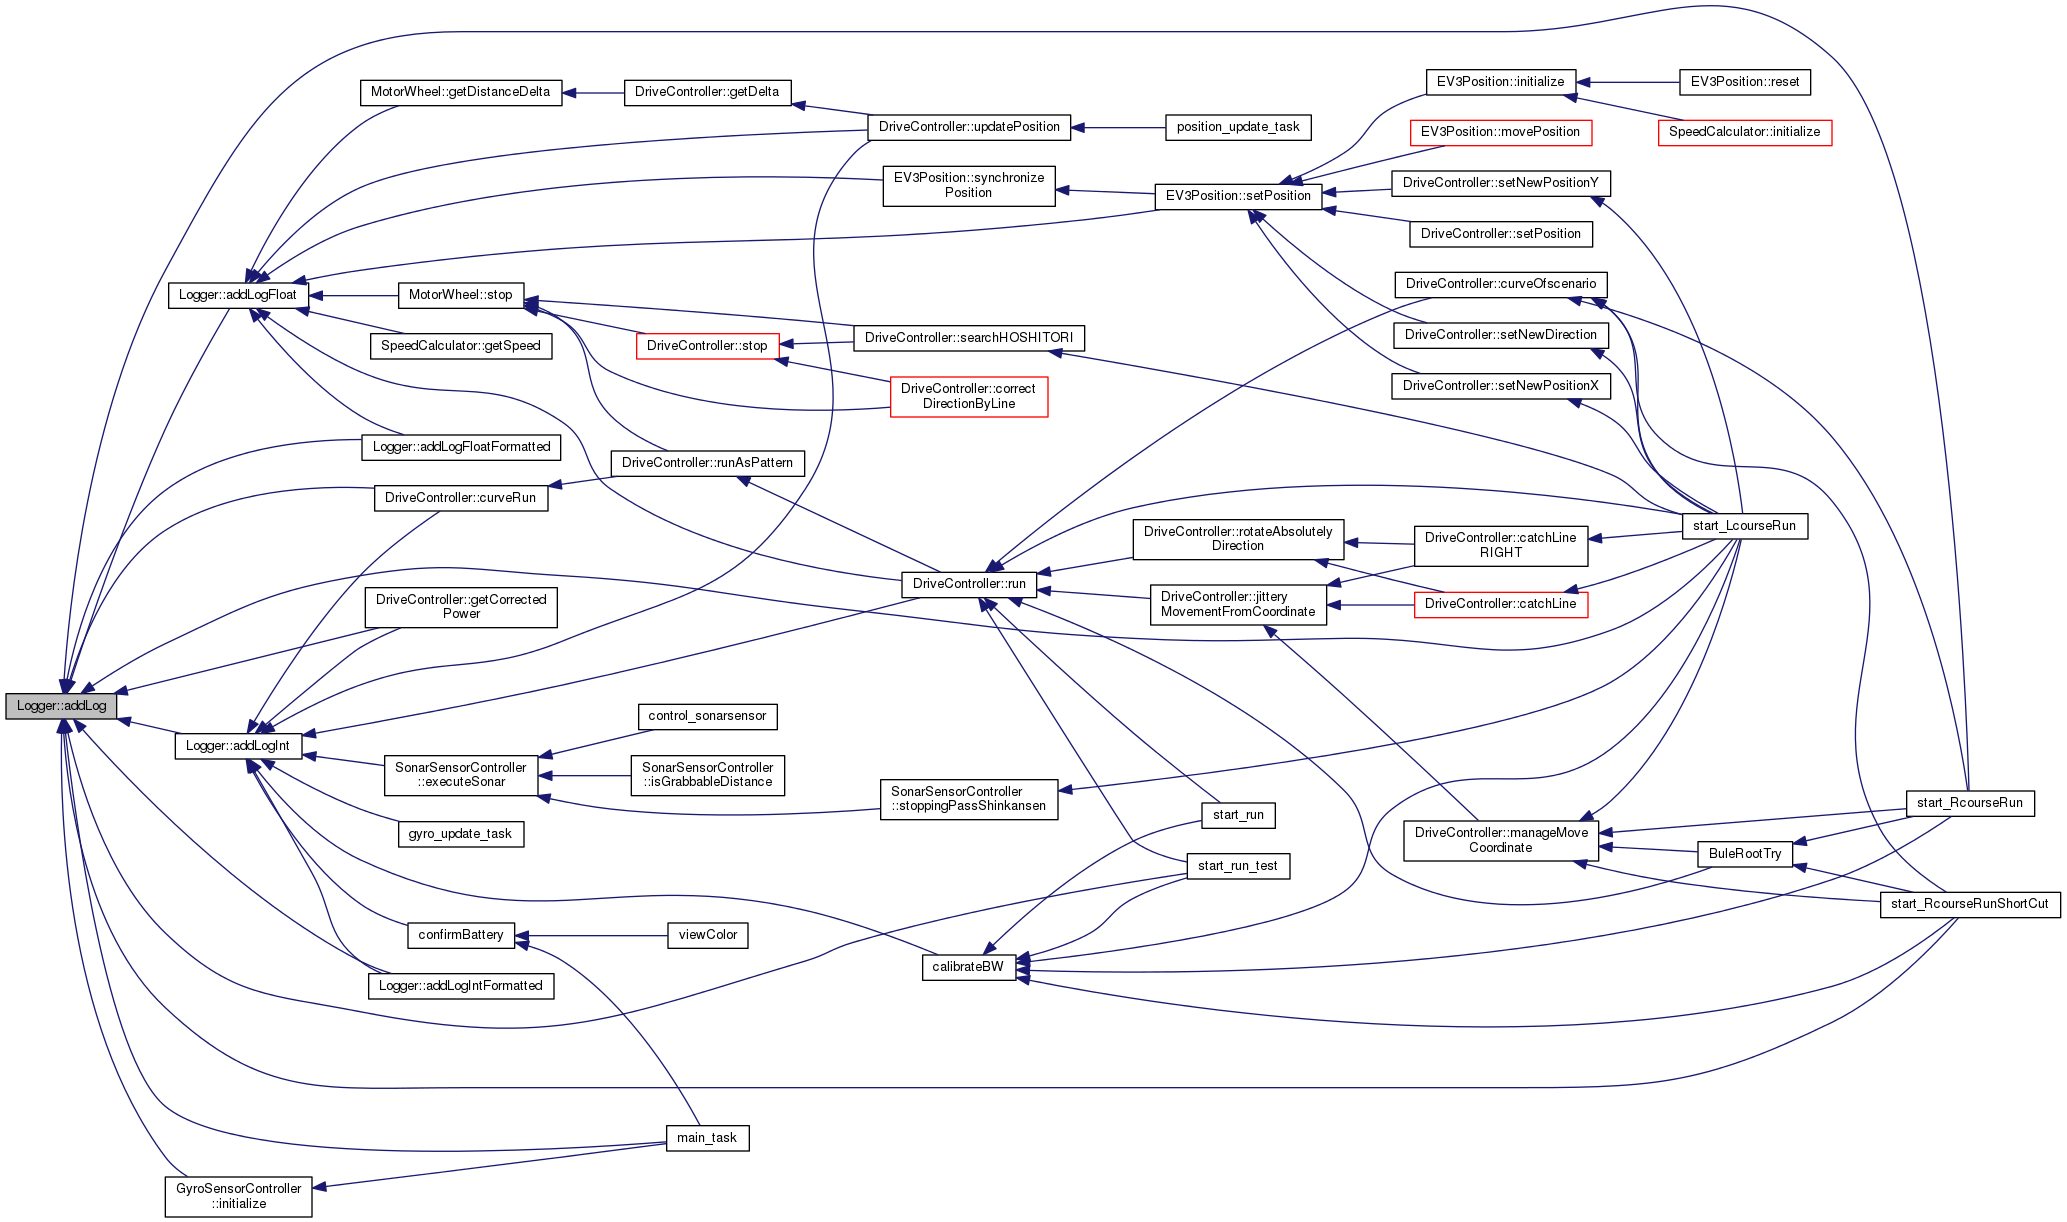 MotorWheel::getDistanceDelta
DriveController::getDelta
EV3Position::initialize
EV3Position::reset
DriveController::updatePosition
position_update_task
EV3Position::movePosition
SpeedCalculator::initialize
EV3Position::synchronize
Position
EV3Position::setPosition
DriveController::setNewPositionY
DriveController::setPosition
Logger::addLogFloat
MotorWheel::stop
DriveController::curveOfscenario
SpeedCalculator::getSpeed
DriveController::stop
DriveController::searchHOSHITORI
DriveController::setNewDirection
DriveController::correct
DirectionByLine
DriveController::setNewPositionX
Logger::addLogFloatFormatted
DriveController::runAsPattern
DriveController::curveRun
start_LcourseRun
DriveController::rotateAbsolutely
Direction
DriveController::catchLine
RIGHT
DriveController::run
DriveController::jittery
MovementFromCoordinate
DriveController::catchLine
DriveController::getCorrected
Power
Logger::addLog
Logger::addLogInt
control_sonarsensor
SonarSensorController
::executeSonar
SonarSensorController
::isGrabbableDistance
SonarSensorController
::stoppingPassShinkansen
start_run
start_RcourseRun
gyro_update_task
DriveController::manageMove
Coordinate
BuleRootTry
start_run_test
start_RcourseRunShortCut
confirmBattery
viewColor
calibrateBW
Logger::addLogIntFormatted
main_task
GyroSensorController
::initialize